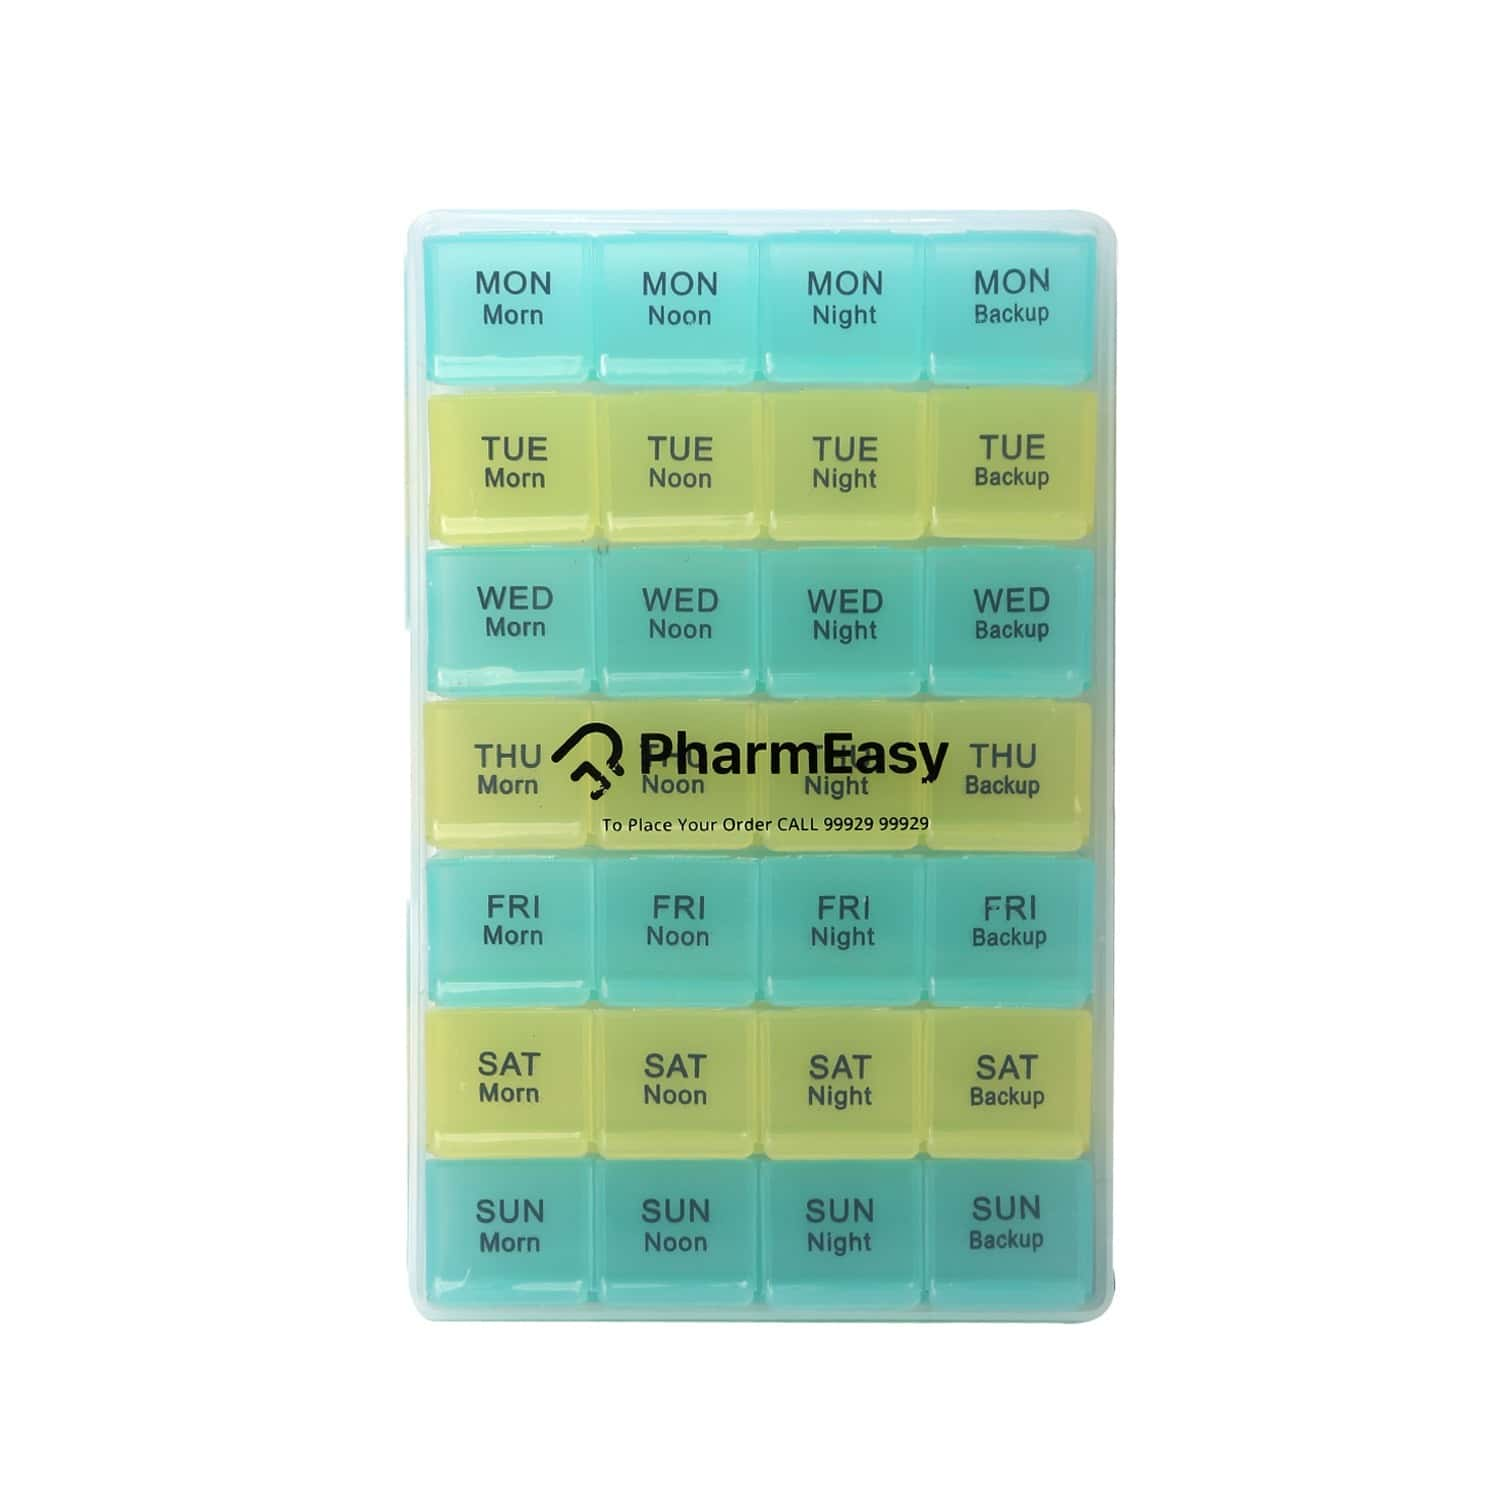 MON MON MON MON
Morn Noon Night Backup
TUE TUE TUE TUE
Morn Noon Night Backup
WED WED WED WED
Morn Noon Night Backup
PharmEasy
THU THU THU THU
Morn Noon Night Backup
To Place Your Order CALL 99929 99929
FRI FRI FRI FRI
Morn Noon Night Backup
SAT SAT SAT SAT
Morn Noon Night Backup
SUN SUN SUN SUN
Morn Noon Night Backup